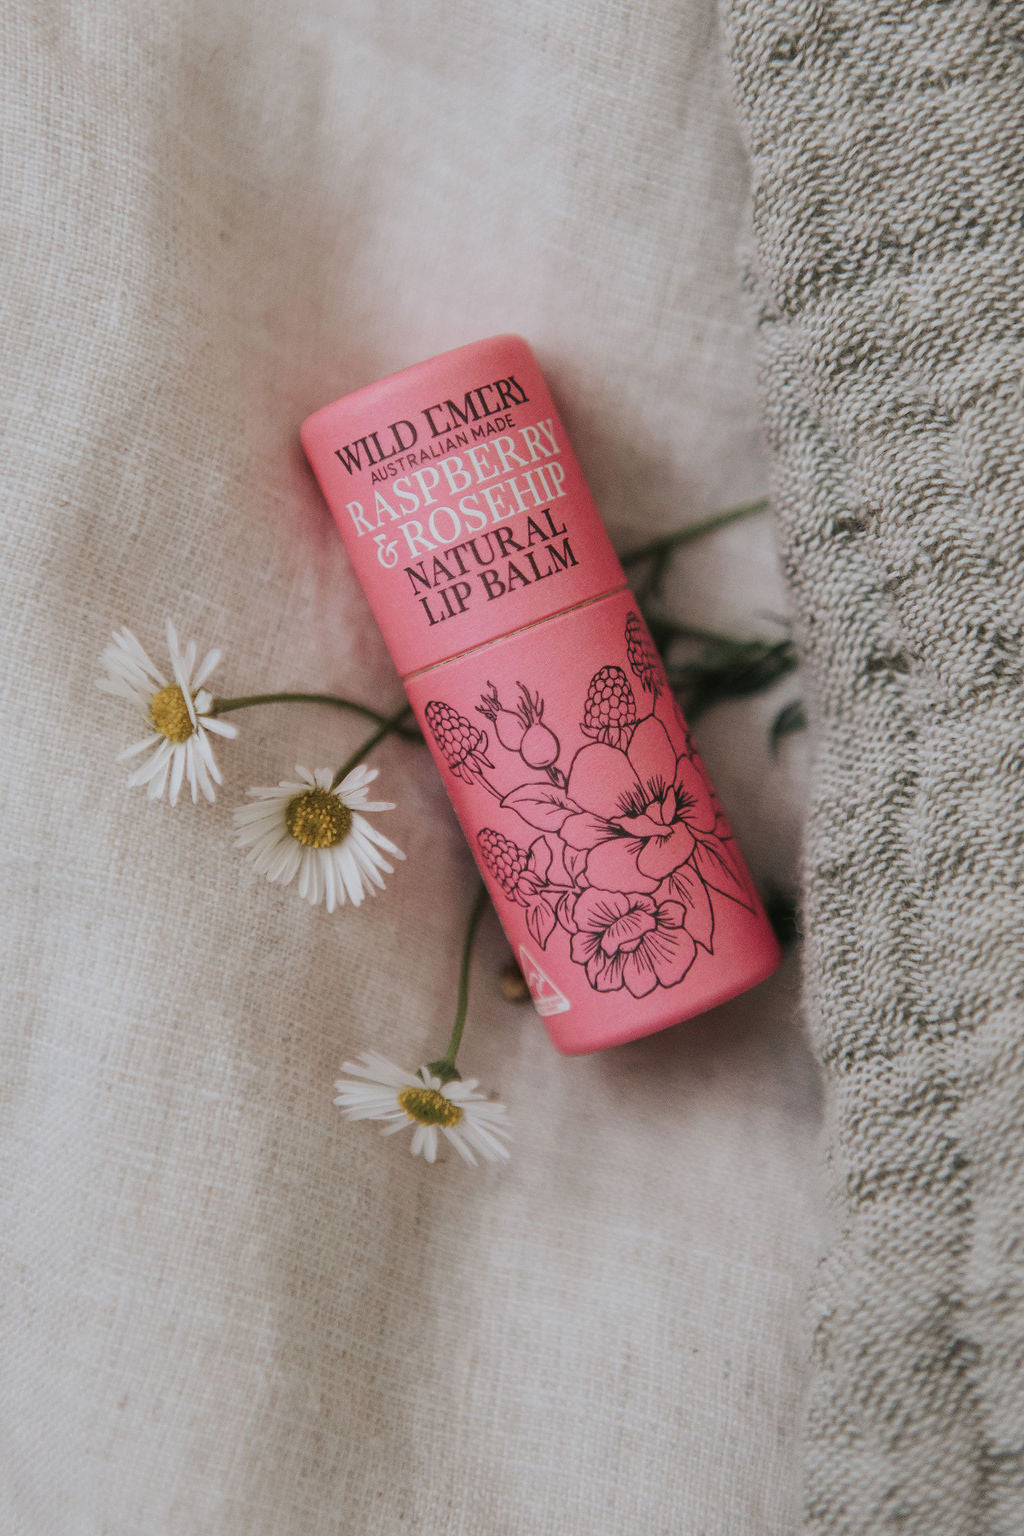 WILD EMERY
AUSTRALIAN MADE
RASPBERRY
& ROSEHIP
NATURAL
LIP BALM